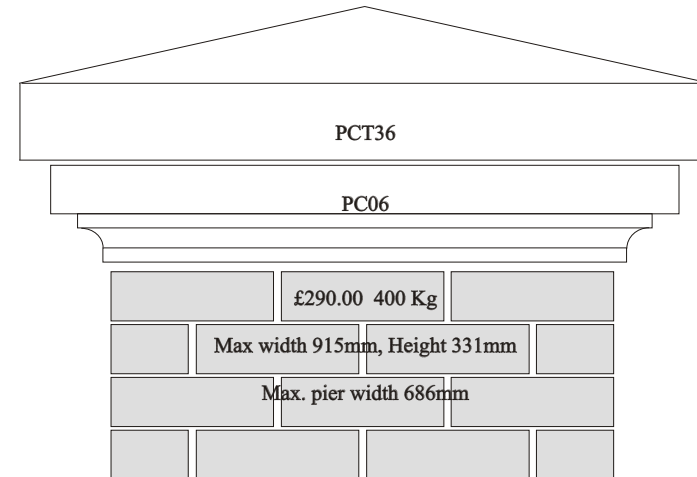 PCT36
PC06
£290.00 400 Kg
Max width 915mm, Height 331mm
Max. pier width 686mm